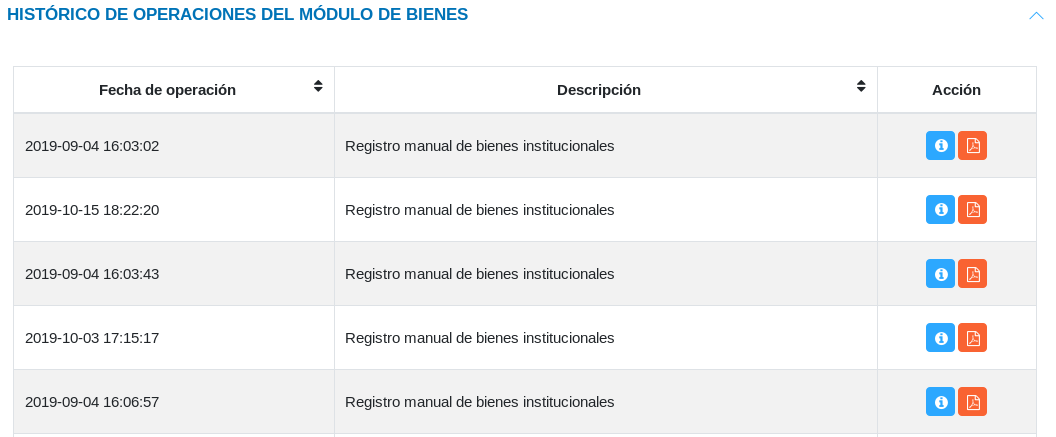 HISTÓRICO DE OPERACIONES DEL MÓDULO DE BIENES
Fecha de operación Descripción Acción
2019-09-04 16:03:02 Registro manual de bienes institucionales
2019-10-15 18:22:20 Registro manual de bienes institucionales
2019-09-04 16:03:43 Registro manual de bienes institucionales
2019-10-03 17:15:17 Registro manual de bienes institucionales
2019-09-04 16:06:57 Registro manual de bienes institucionales